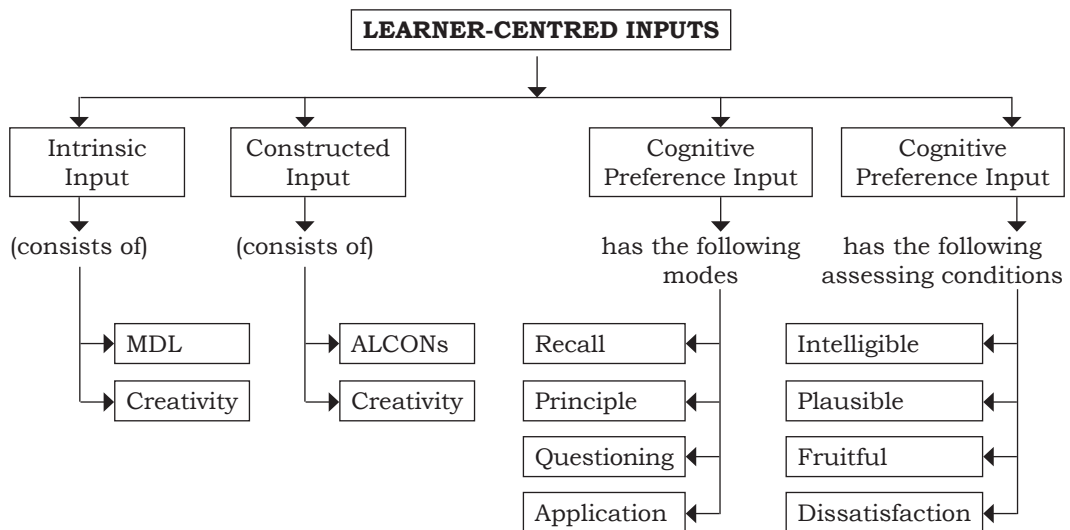 LEARNER-CENTRED INPUTS
Intrinsic
Input
Constructed
Input
Cognitive
Preference Input
Cognitive
Preference Input
(consists of)
(consists of)
has the following
modes
has the following
assessing conditions
MDL
Creativity
ALCONs
Creativity
Recall
Principle
Questioning
Application
Intelligible
Plausible
Fruitful
Dissatisfaction